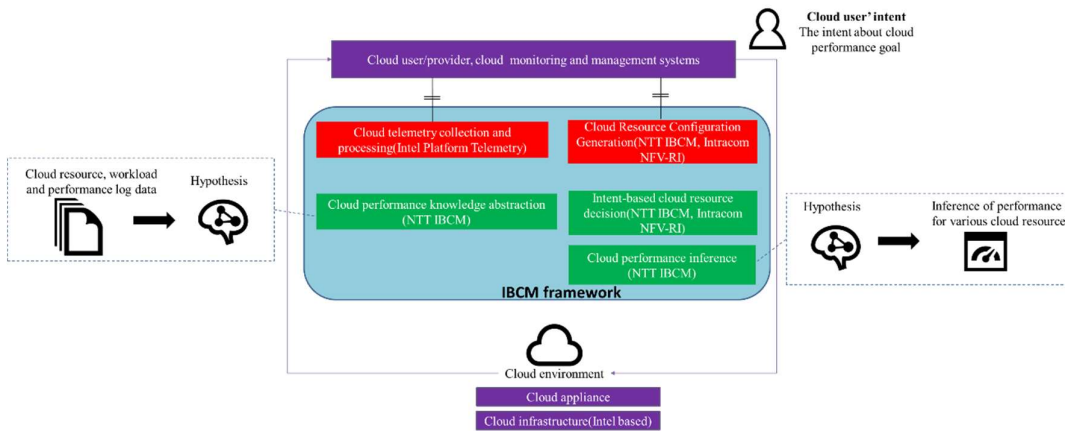 Cloud user' intent
The intent about cloud
performance goal
Cloud user/provider, cloud monitoring and management systems
Cloud telemetry collection and
processing(Intel Platform Telemetry)
Cloud Resource Configuration
Generation(NTT IBCM, Intracom
NFV-RI)
Cloud resource, workload
and performance log data
Hypothesis
Cloud performance knowledge abstraction
(NTT IBCM)
Intent-based cloud resource
decision(NTT IBCM, Intracom
NFV-RI)
Cloud performance inference
(NTT IBCM)
Hypothesis
Inference of performance
for various cloud resource
IBCM framework
Cloud environment
Cloud appliance
Cloud infrastructure(Intel based)